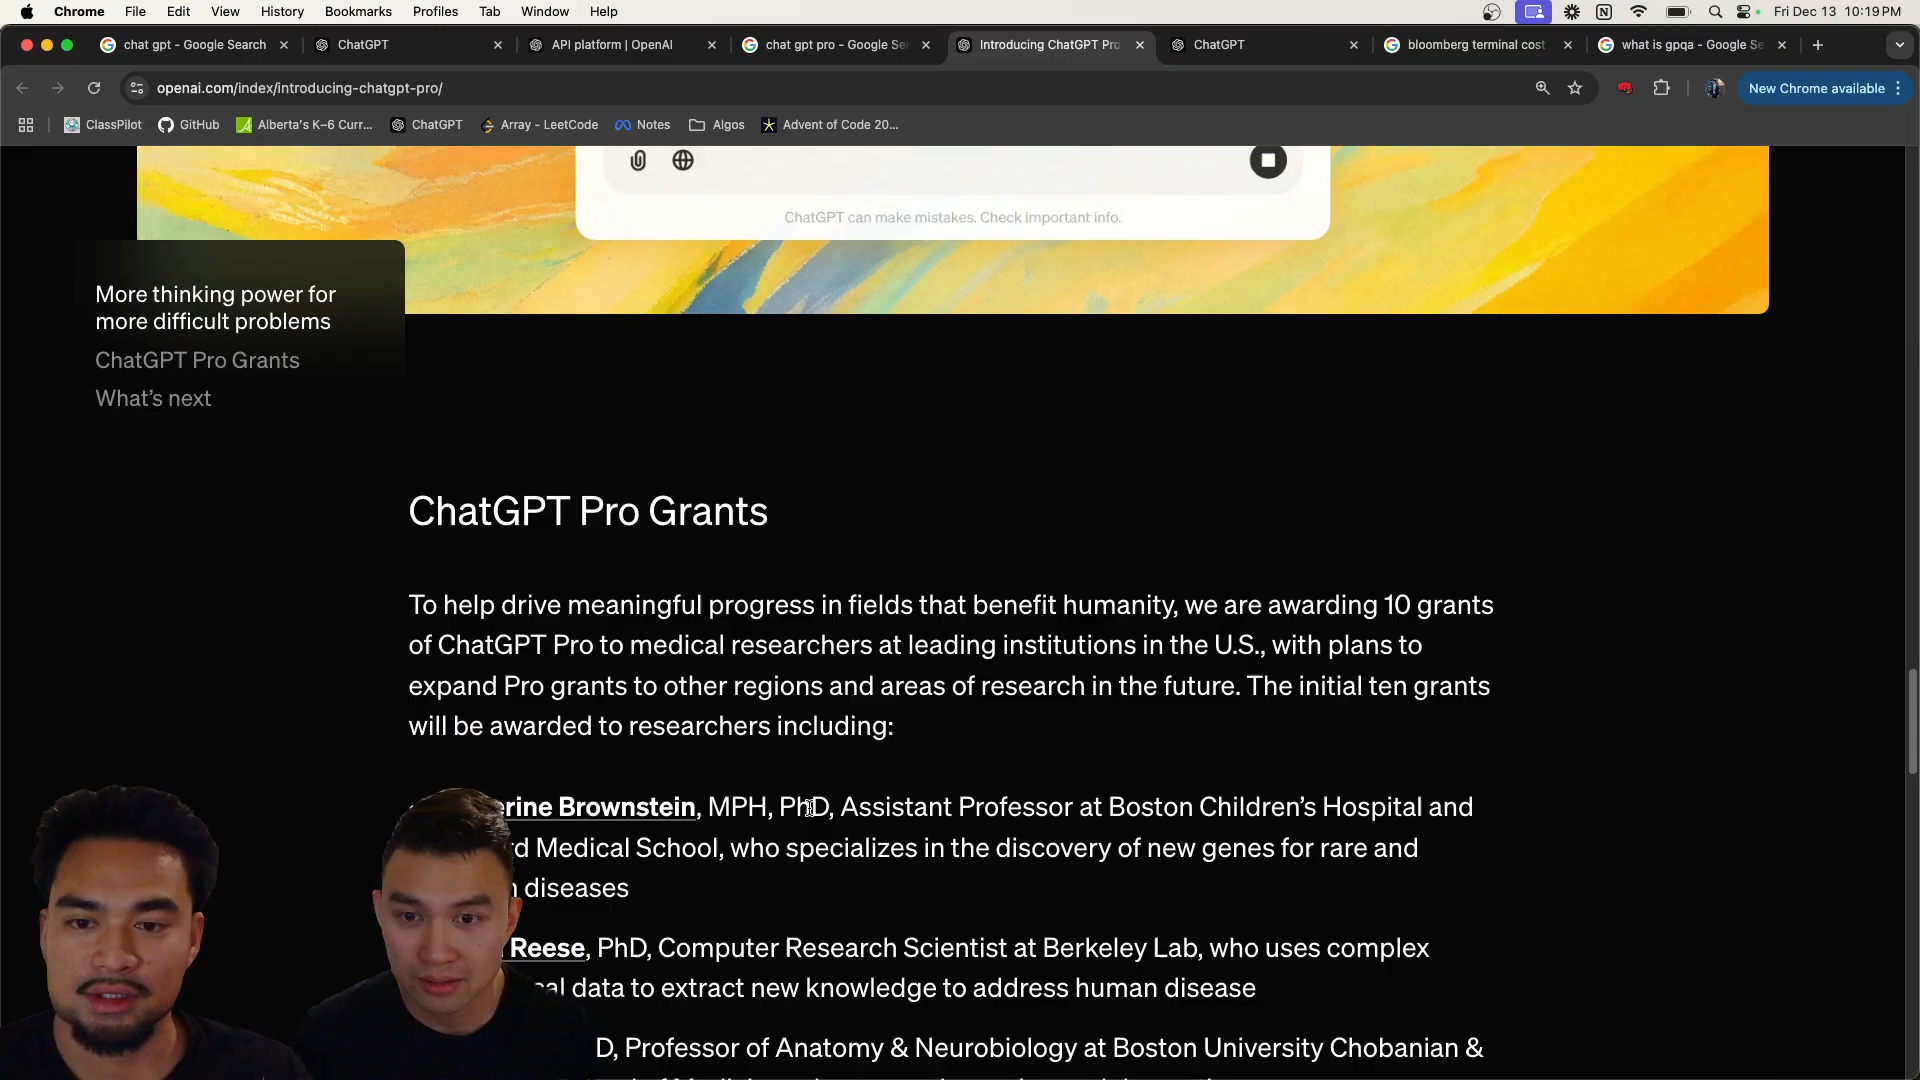 Chrome File Edit View History Bookmarks Profiles Tab Window Help Fri Dec 13 10:19 PM
chat gpt - Google Search ChatGPT API platform | OpenAI chat gpt pro - Google Se Introducing ChatGPT Pro ChatGPT bloomberg terminal cost what is gpqa - Google Se
openai.com/index/introducing-chatgpt-pro/ New Chrome available
ClassPilot GitHub Alberta's K–6 Curr... ChatGPT Array - LeetCode Notes Algos Advent of Code 20...
ChatGPT can make mistakes. Check important info.
More thinking power for
more difficult problems
ChatGPT Pro Grants
What's next
ChatGPT Pro Grants
To help drive meaningful progress in fields that benefit humanity, we are awarding 10 grants
of ChatGPT Pro to medical researchers at leading institutions in the U.S., with plans to
expand Pro grants to other regions and areas of research in the future. The initial ten grants
will be awarded to researchers including:
erine Brownstein, MPH, PhD, Assistant Professor at Boston Children's Hospital and
rd Medical School, who specializes in the discovery of new genes for rare and
n diseases
Reese, PhD, Computer Research Scientist at Berkeley Lab, who uses complex
al data to extract new knowledge to address human disease
D, Professor of Anatomy & Neurobiology at Boston University Chobanian &